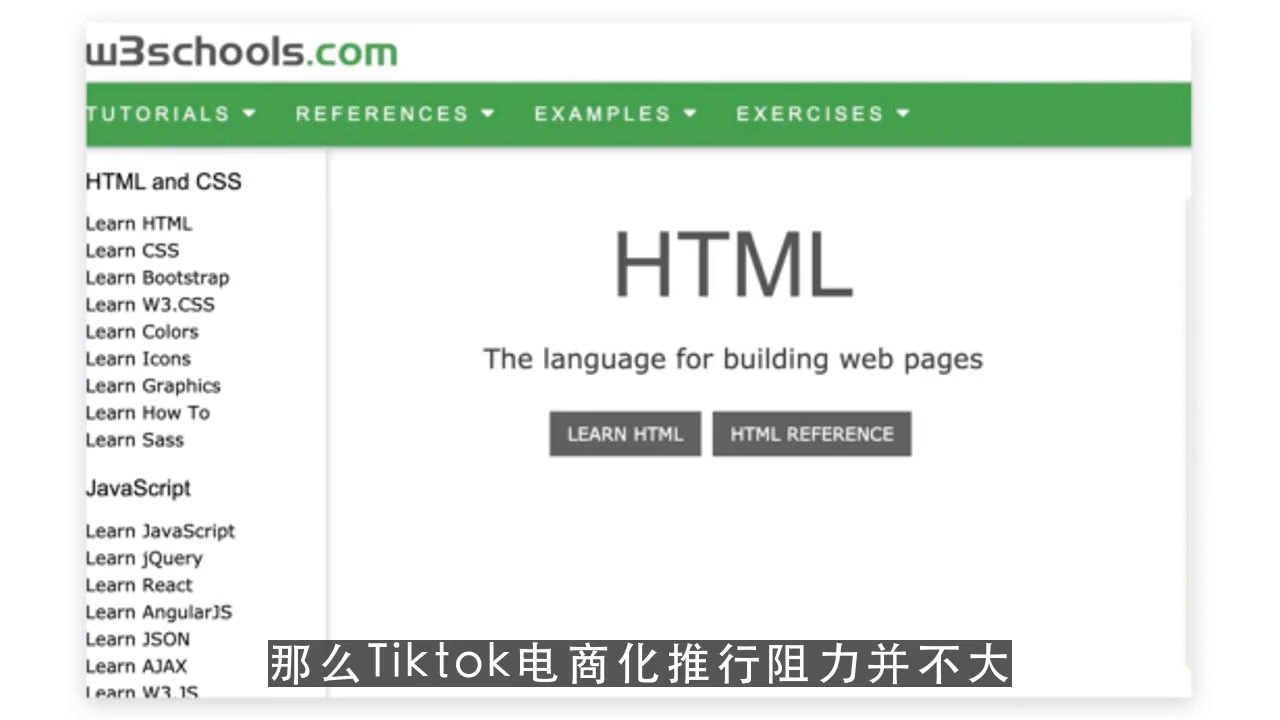 w3schools.com
TUTORIALS REFERENCES EXAMPLES EXERCISES
HTML and CSS
Learn HTML
Learn CSS
Learn Bootstrap
Learn W3.CSS
Learn Colors
Learn Icons
Learn Graphics
Learn How To
Learn Sass
JavaScript
Learn JavaScript
Learn jQuery
Learn React
Learn AngularJS
Learn JSON
Learn AJAX
Learn W3.JS
HTML
The language for building web pages
LEARN HTML HTML REFERENCE
那么Tiktok电商化推行阻力并不大